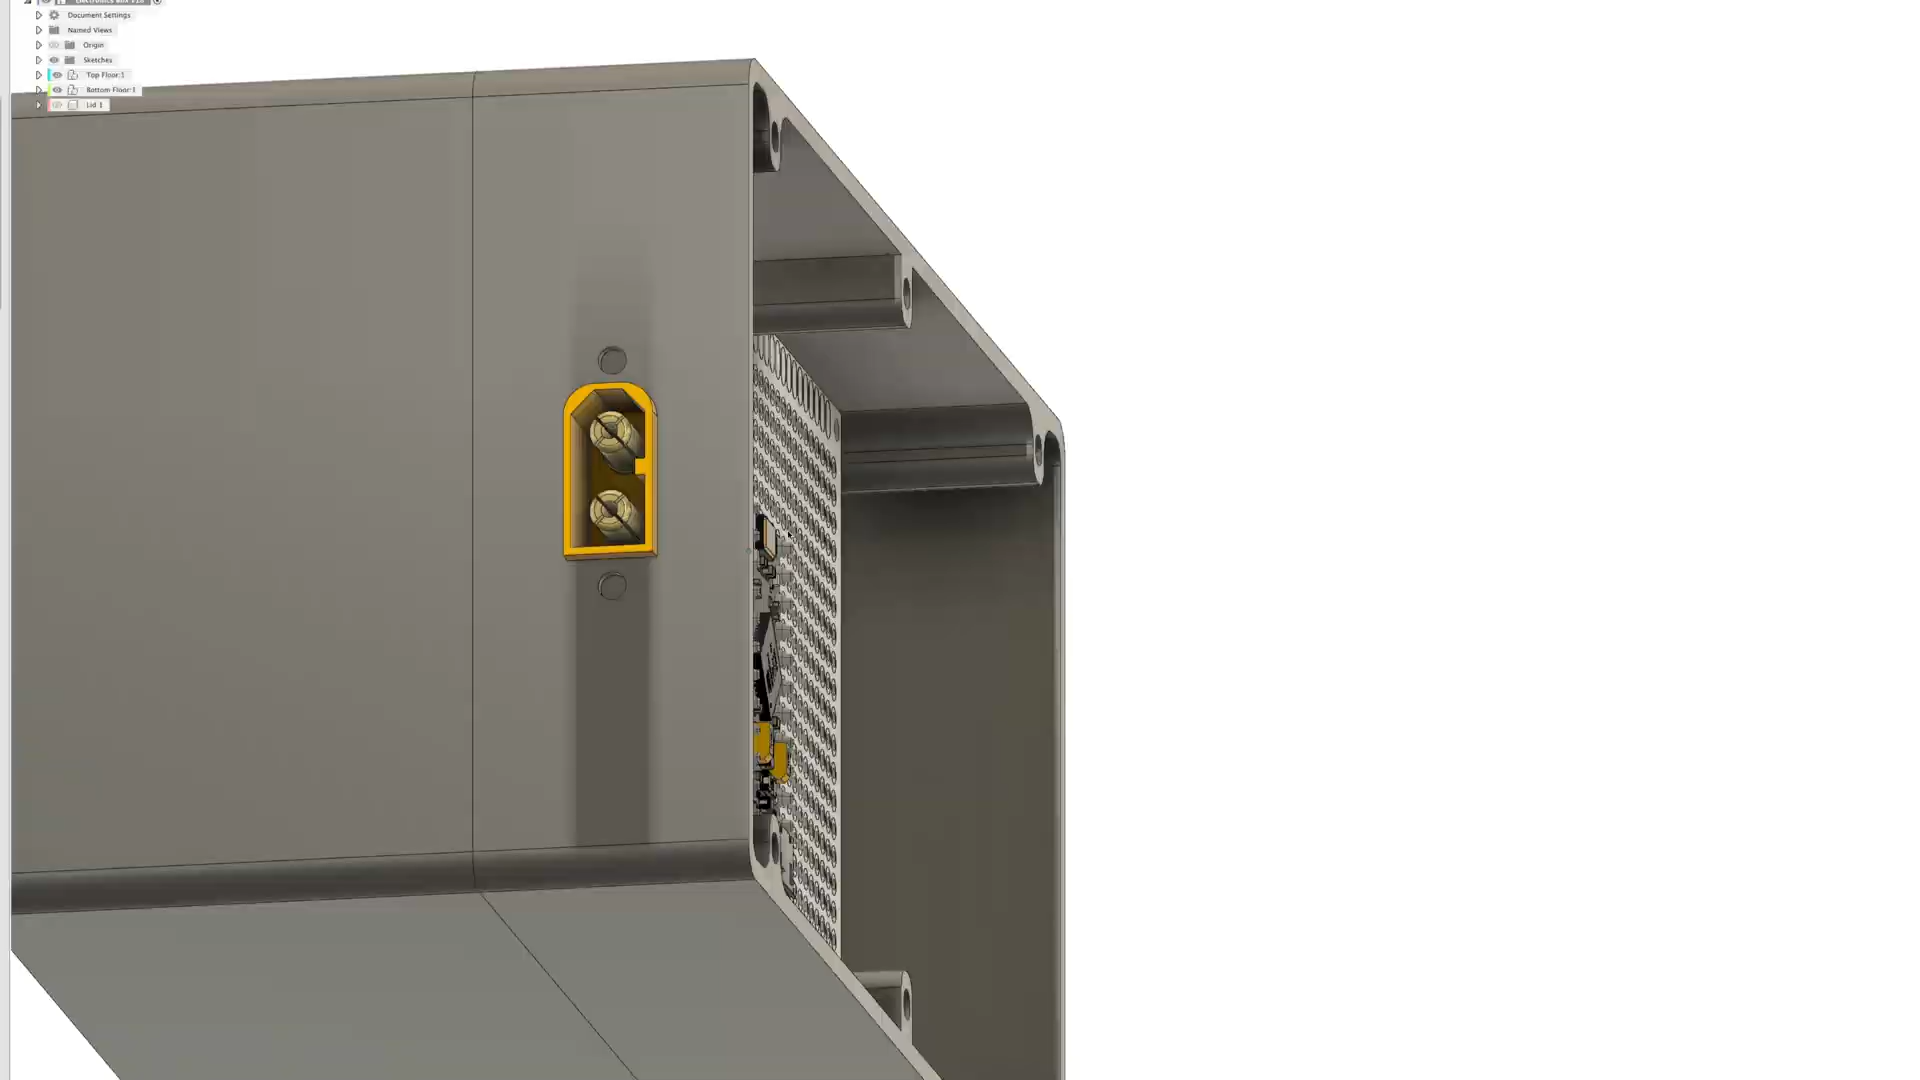 Document Settings
Named Views
Origin
Sketches
Top Floor:1
Bottom Floor:1
Lid 1